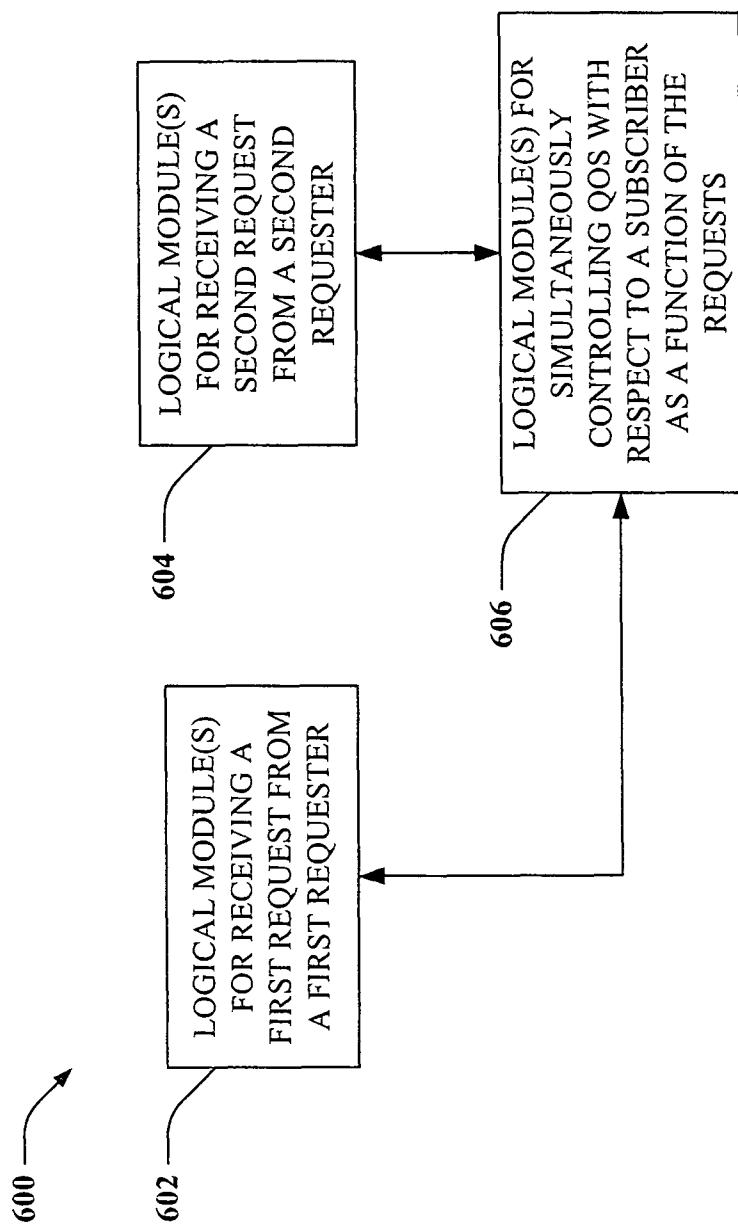 600
602
LOGICAL MODULE(S)
FOR RECEIVING A
FIRST REQUEST FROM
A FIRST REQUESTER
604
LOGICAL MODULE(S)
FOR RECEIVING A
SECOND REQUEST
FROM A SECOND
REQUESTER
606
LOGICAL MODULE(S) FOR
SIMULTANEOUSLY
CONTROLLING QOS WITH
RESPECT TO A SUBSCRIBER
AS A FUNCTION OF THE
REQUESTS